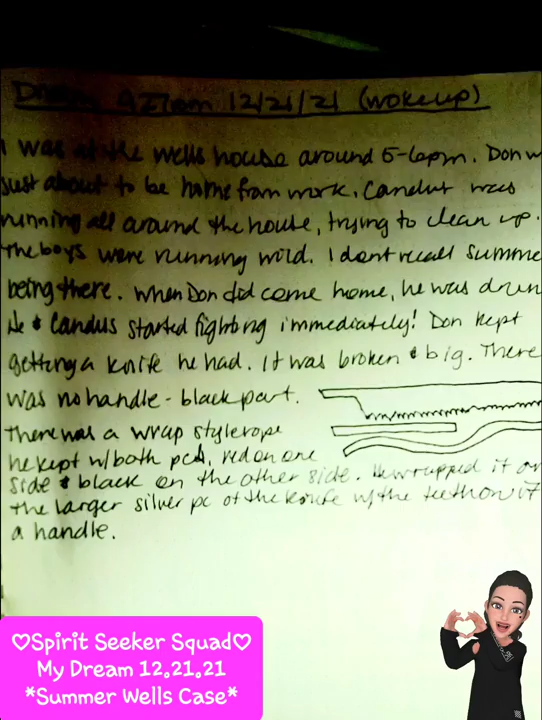 Dream 9:27am 12/21/21 (wokeup)
I was at the wells house around 5-6pm. Don w
just about to be home from work. Candus was
running all around the house, trying to clean up.
The boys were running wild. I dont recall Summe
being there. When Don did come home, he was drun
He & Candus started fighting immediately! Don kept
getting a knife he had. It was broken & big. There
was no handle - black part.
There was a wrap style rope
he kept w/both pcs, red on one
side & black on the other side. He wrapped it on
the larger silver pc of the knife w/the teeth on it
a handle.
♡Spirit Seeker Squad♡
My Dream 12.21.21
*Summer Wells Case*